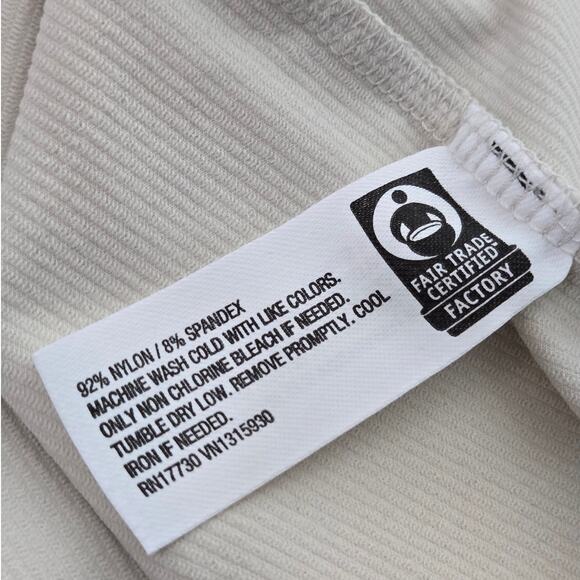 92% NYLON / 8% SPANDEX
MACHINE WASH COLD WITH LIKE COLORS.
ONLY NON CHLORINE BLEACH IF NEEDED.
TUMBLE DRY LOW. REMOVE PROMPTLY. COOL
IRON IF NEEDED.
RN17730 VN1315930
FAIR TRADE
CERTIFIED
FACTORY